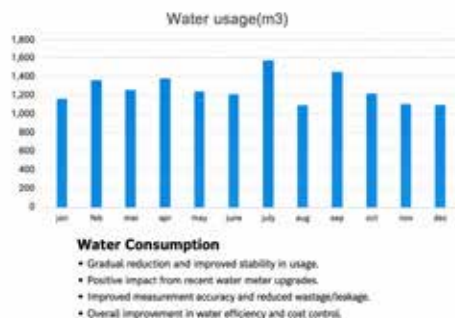 Water usage(m3)
1,800
1,600
1,400
1,200
1,000
800
600
400
200
0
jan feb mar apr may june july aug sep oct nov dec
Water Consumption
• Gradual reduction and improved stability in usage.
• Positive impact from recent water meter upgrades.
• Improved measurement accuracy and reduced wastage/leakage.
• Overall improvement in water efficiency and cost control.